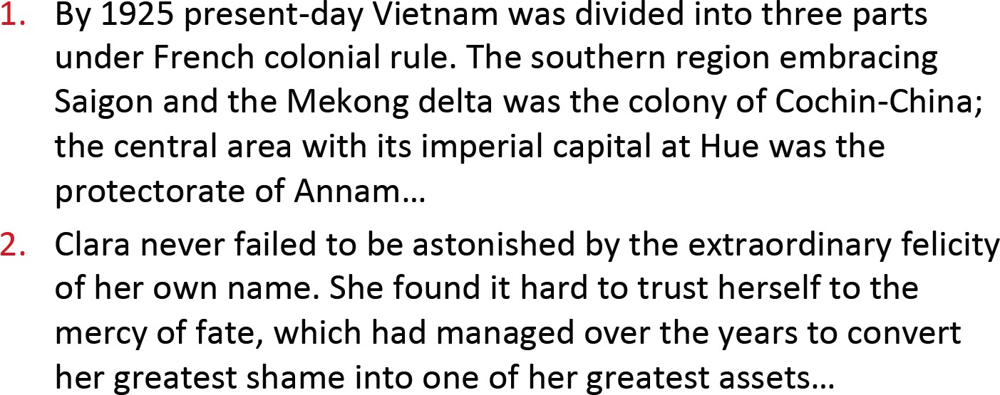 1. By 1925 present-day Vietnam was divided into three parts
under French colonial rule. The southern region embracing
Saigon and the Mekong delta was the colony of Cochin-China;
the central area with its imperial capital at Hue was the
protectorate of Annam…
2. Clara never failed to be astonished by the extraordinary felicity
of her own name. She found it hard to trust herself to the
mercy of fate, which had managed over the years to convert
her greatest shame into one of her greatest assets…